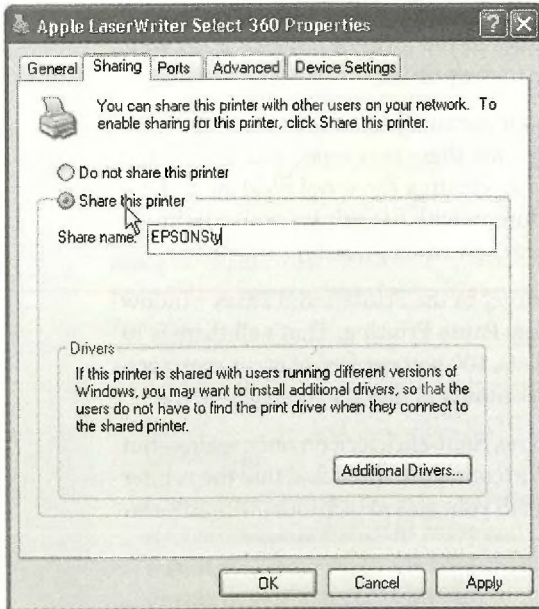 Apple LaserWriter Select 360 Properties
General Sharing Ports Advanced Device Settings
You can share this printer with other users on your network. To
enable sharing for this printer, click Share this printer.
Do not share this printer
Share this printer
Share name: EPSONSty
Drivers
If this printer is shared with users running different versions of
Windows, you may want to install additional drivers, so that the
users do not have to find the print driver when they connect to
the shared printer.
Additional Drivers...
OK Cancel Apply